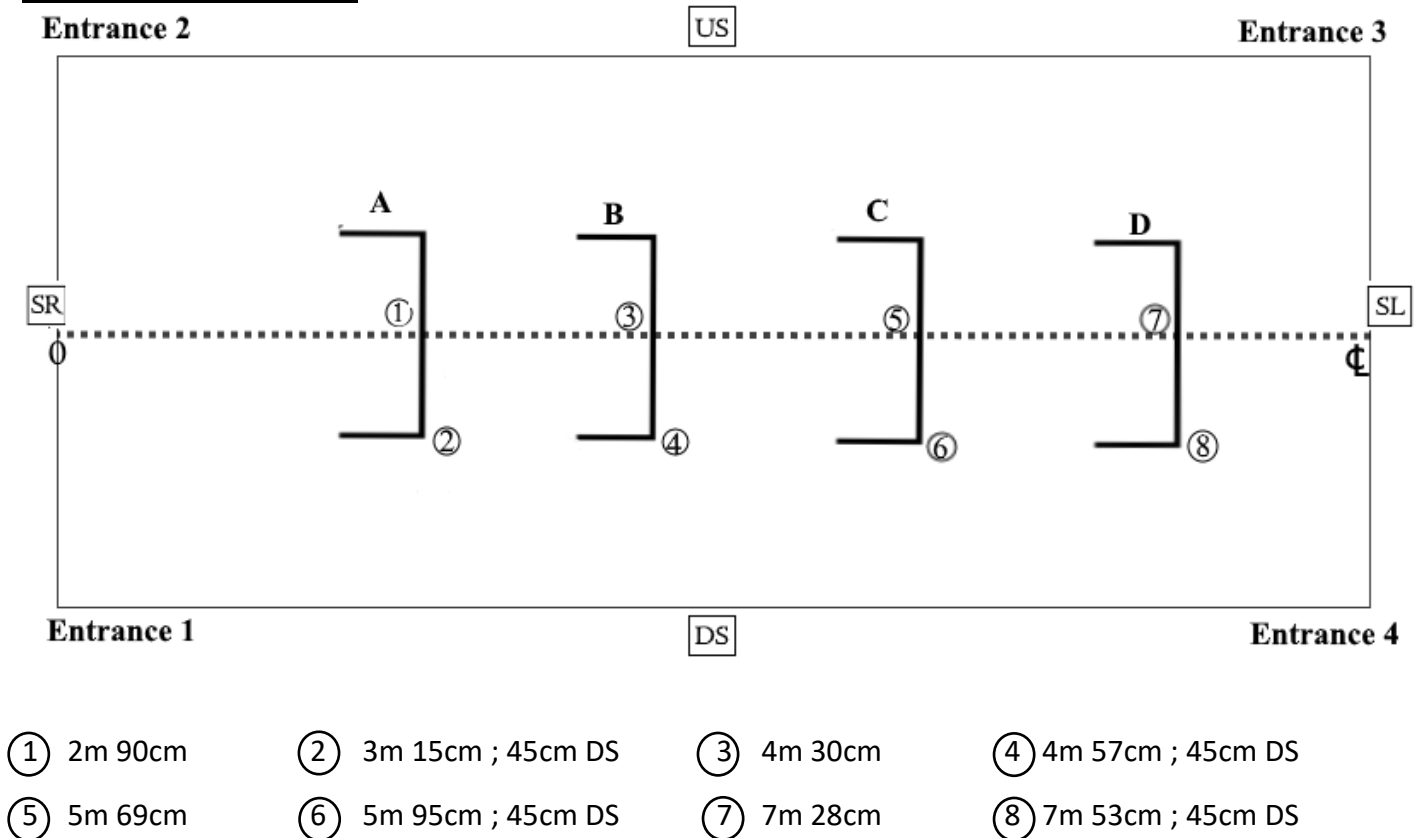 Entrance 2 US Entrance 3
A B C D
SR ① ③ ⑤ ⑦ SL
0 ℄
② ④ ⑥ ⑧
Entrance 1 DS Entrance 4
① 2m 90cm ② 3m 15cm ; 45cm DS ③ 4m 30cm ④ 4m 57cm ; 45cm DS
⑤ 5m 69cm ⑥ 5m 95cm ; 45cm DS ⑦ 7m 28cm ⑧ 7m 53cm ; 45cm DS